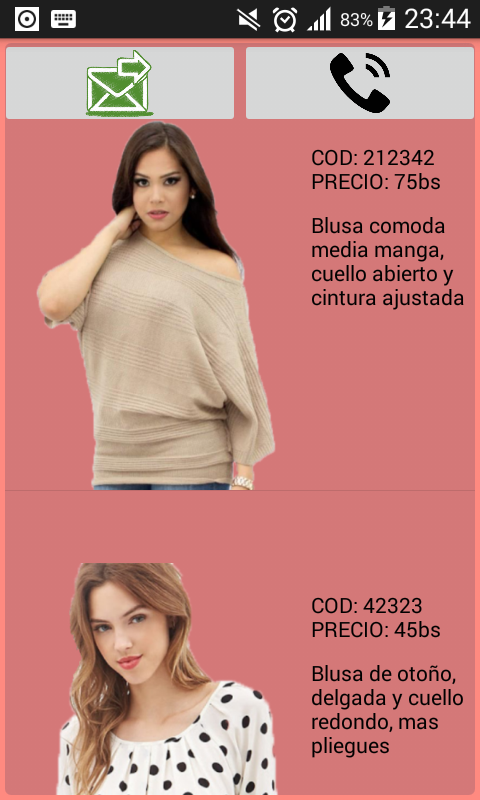 83% 23:44
COD: 212342
PRECIO: 75bs
Blusa comoda
media manga,
cuello abierto y
cintura ajustada
COD: 42323
PRECIO: 45bs
Blusa de otoño,
delgada y cuello
redondo, mas
pliegues